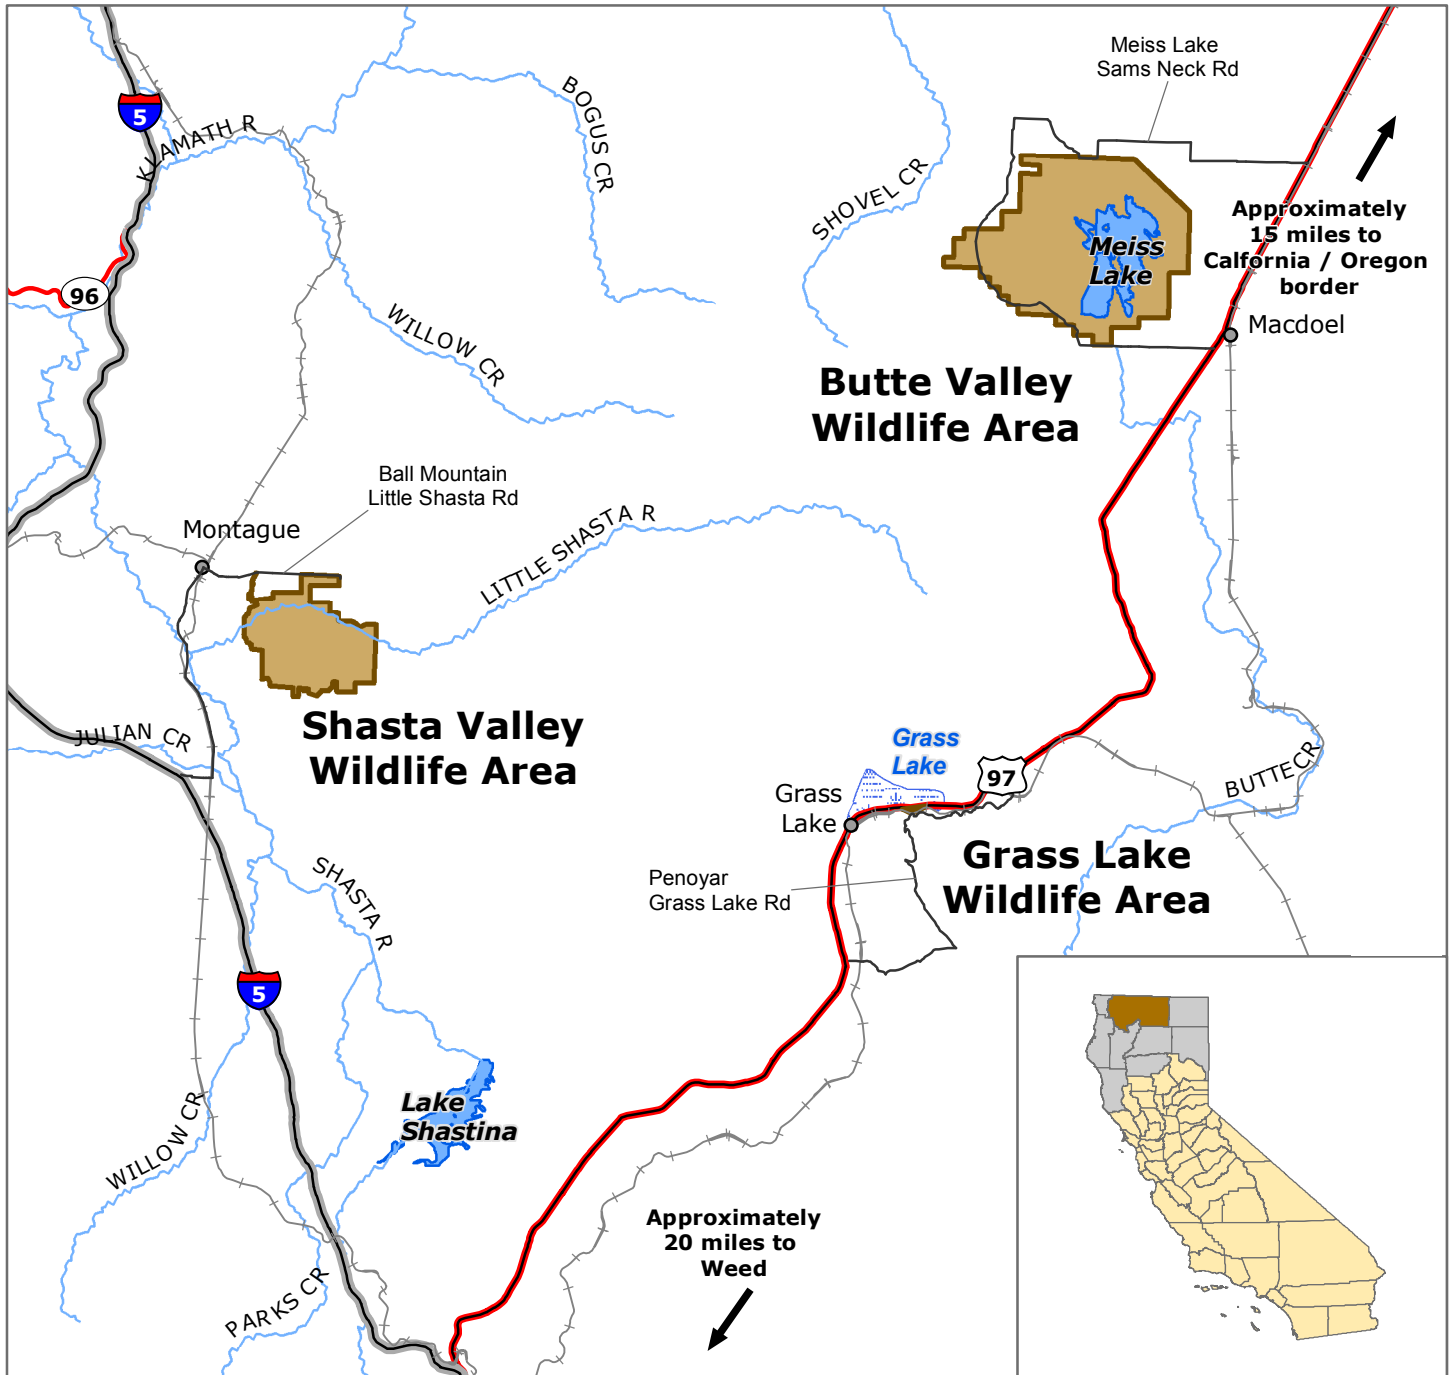 Meiss Lake
Sams Neck Rd
5
BOGUS CR
KLAMATH R
SHOVEL CR
Approximately
15 miles to
Calfornia / Oregon
border
Meiss
Lake
96
Macdoel
WILLOW CR
Butte Valley
Wildlife Area
Ball Mountain
Little Shasta Rd
Montague
LITTLE SHASTA R
Shasta Valley
Wildlife Area
JULIAN CR
Grass
Lake
97
BUTTE CR
Grass
Lake
Grass Lake
Wildlife Area
Penoyar
Grass Lake Rd
SHASTA R
5
Lake
Shastina
WILLOW CR
Approximately
20 miles to
Weed
PARKS CR